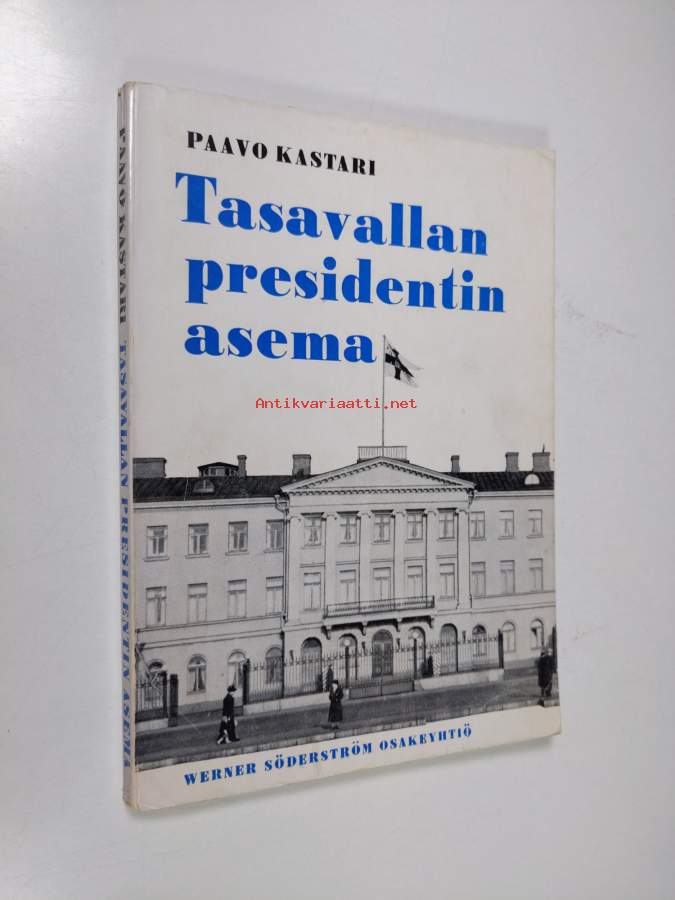 PAAVO KASTARI
Tasavallan
presidentin
asema
Antikvariaatti.net
WERNER SÖDERSTRÖM OSAKEYHTIÖ
PAAVO KASTARI TASAVALLAN PRESIDENTIN ASEMA